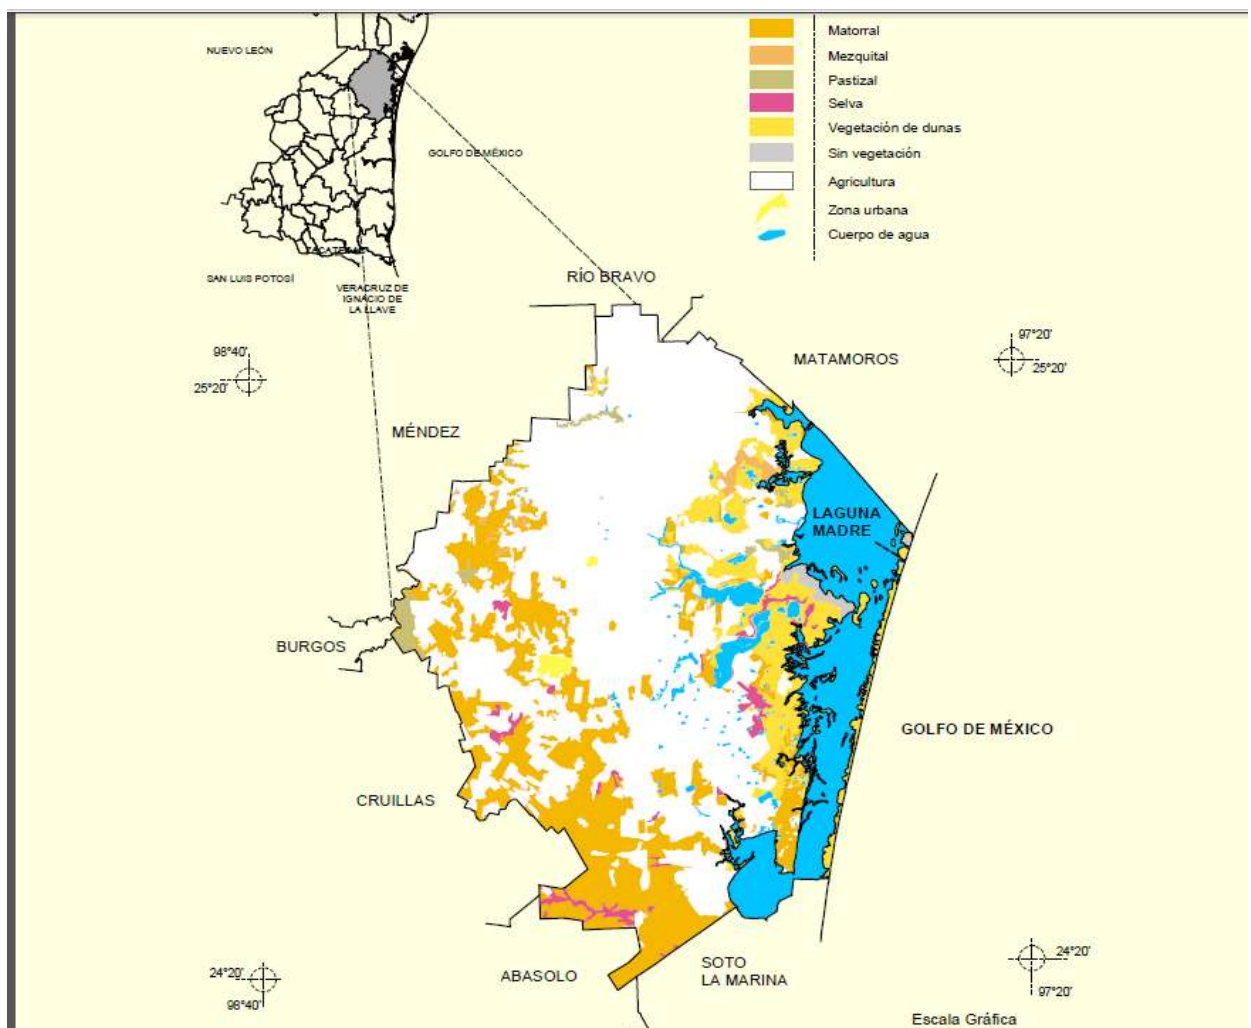 NUEVO LEÓN
GOLFO DE MÉXICO
ZACATECAS
SAN LUIS POTOSÍ
VERACRUZ DE
IGNACIO DE
LA LLAVE
Matorral
Mezquital
Pastizal
Selva
Vegetación de dunas
Sin vegetación
Agricultura
Zona urbana
Cuerpo de agua
RÍO BRAVO
98°40'
25°20'
97°20'
25°20'
MATAMOROS
MÉNDEZ
LAGUNA
MADRE
BURGOS
GOLFO DE MÉXICO
CRUILLAS
24°20'
98°40'
ABASOLO
SOTO
LA MARINA
24°20'
97°20'
Escala Gráfica